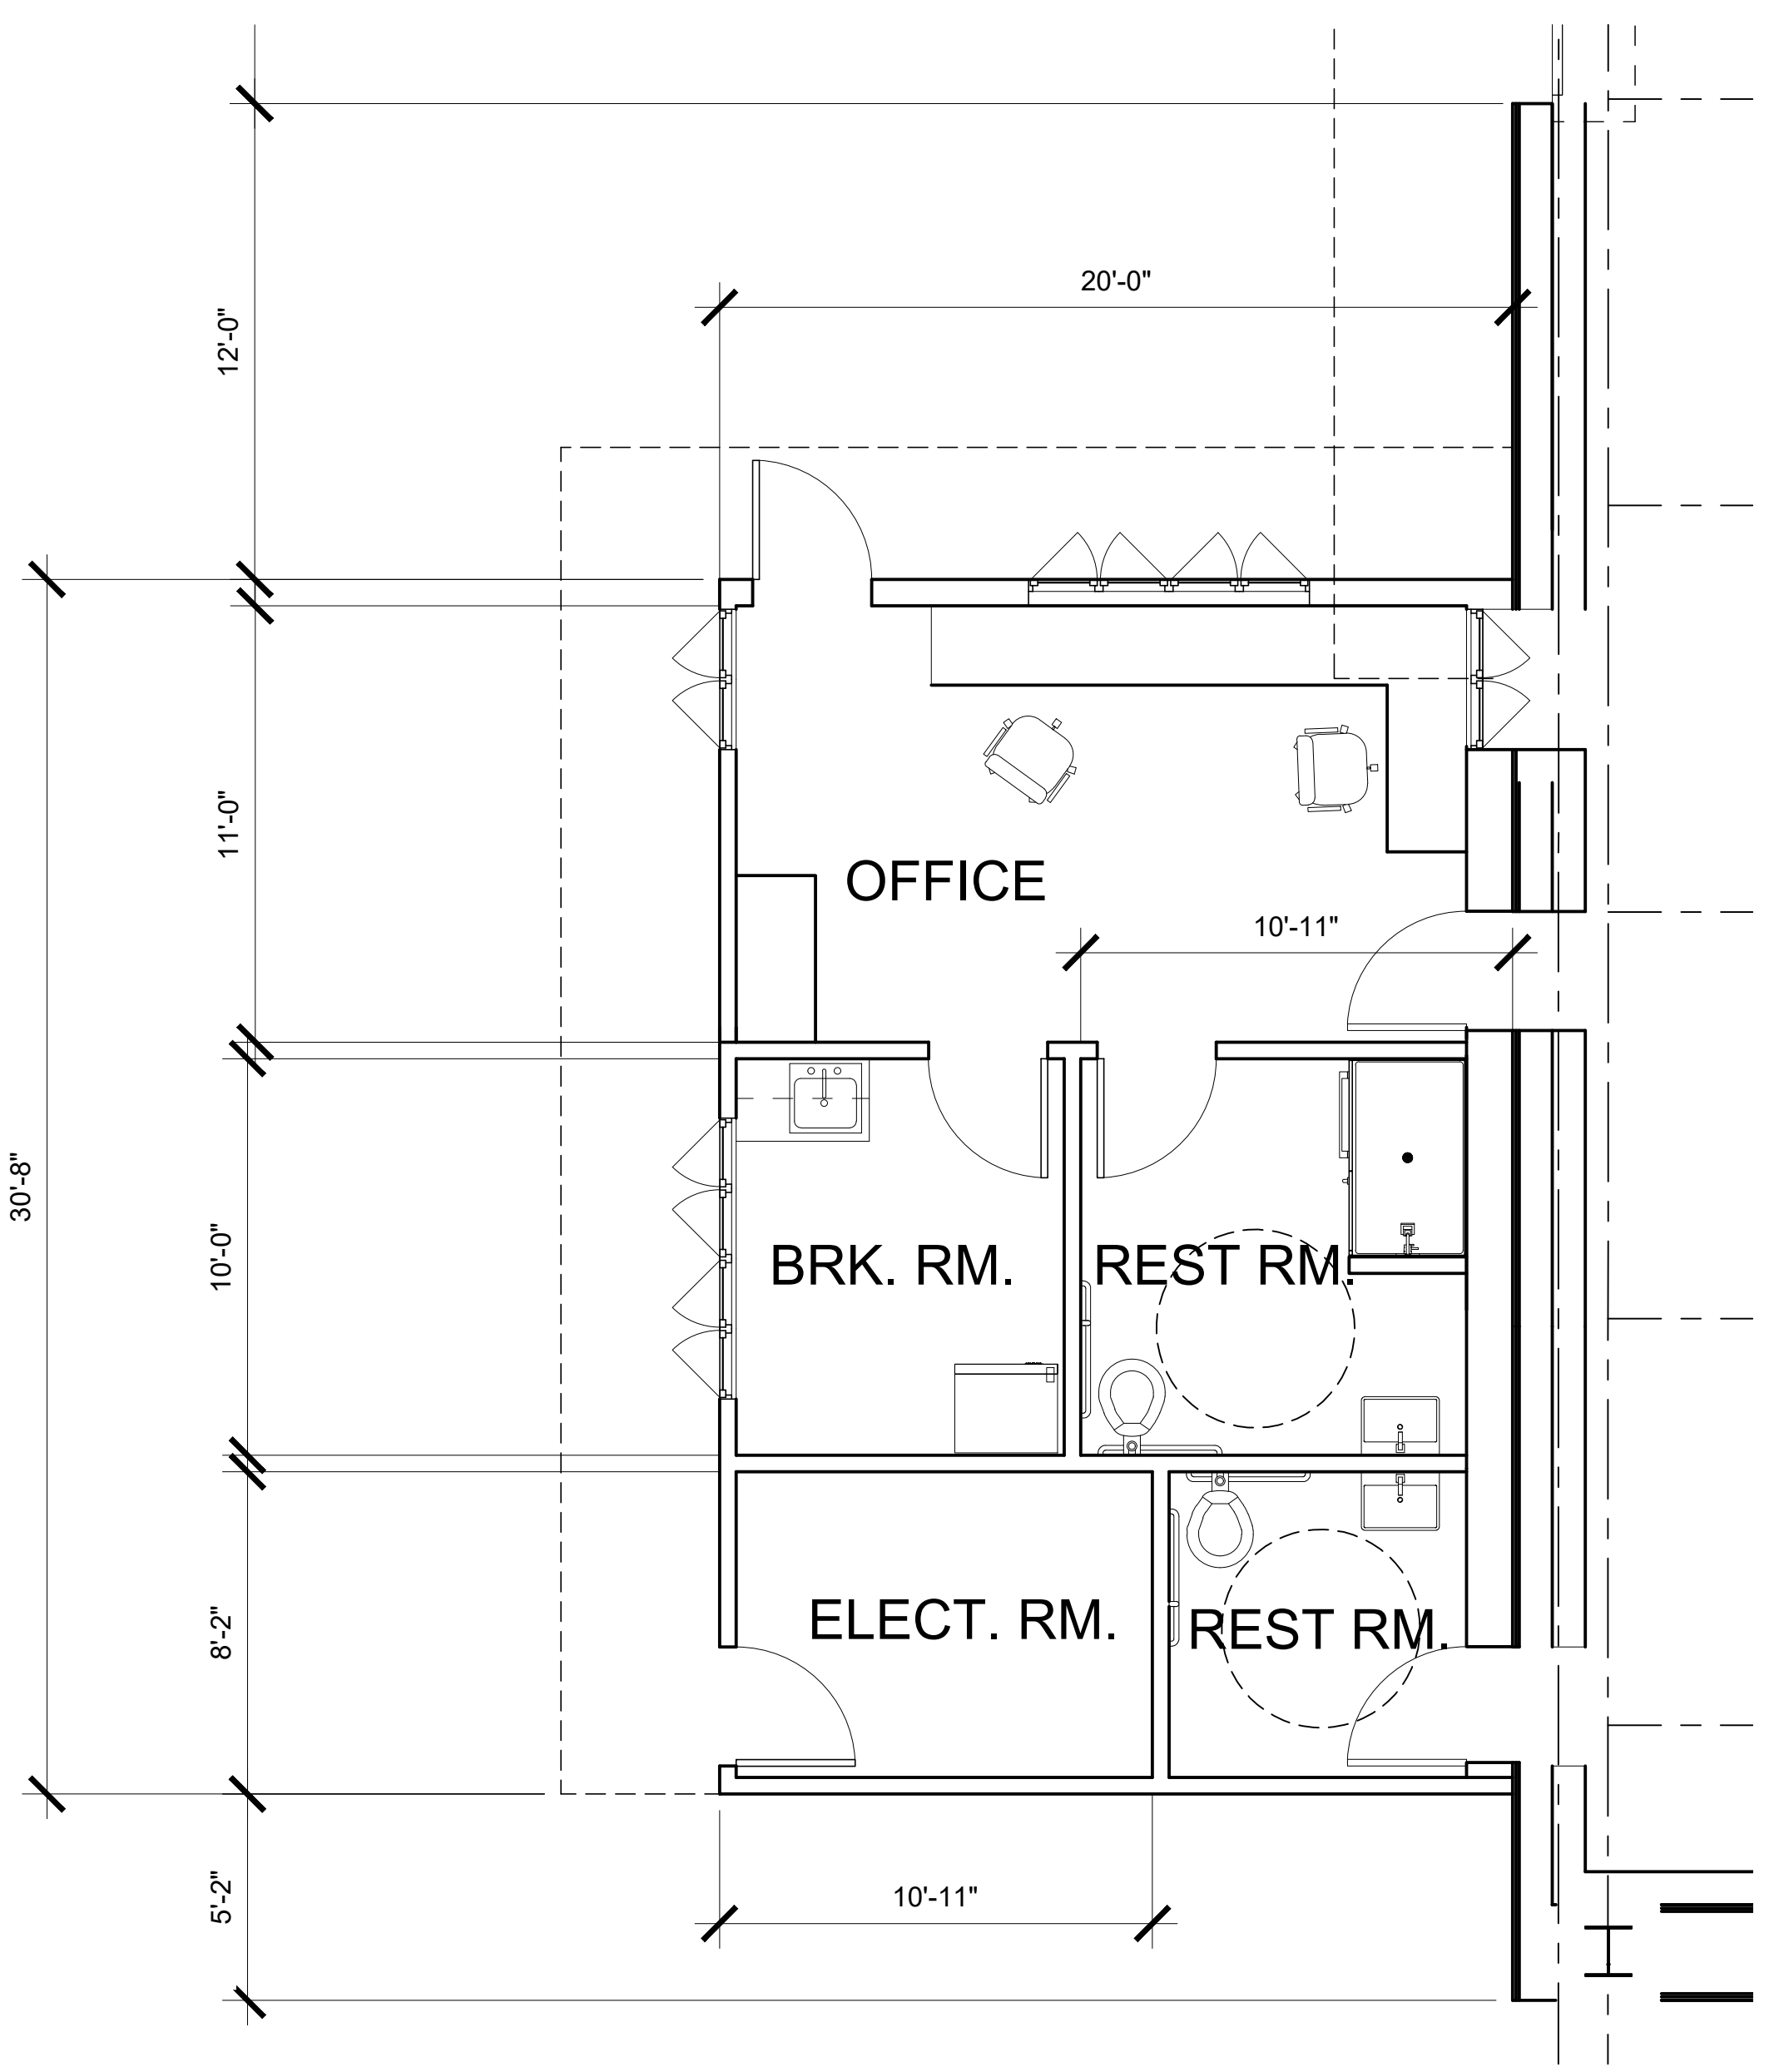 20'-0"
12'-0"
11'-0"
OFFICE
10'-11"
30'-8"
10'-0"
BRK. RM.
REST RM.
8'-2"
ELECT. RM.
REST RM.
5'-2"
10'-11"